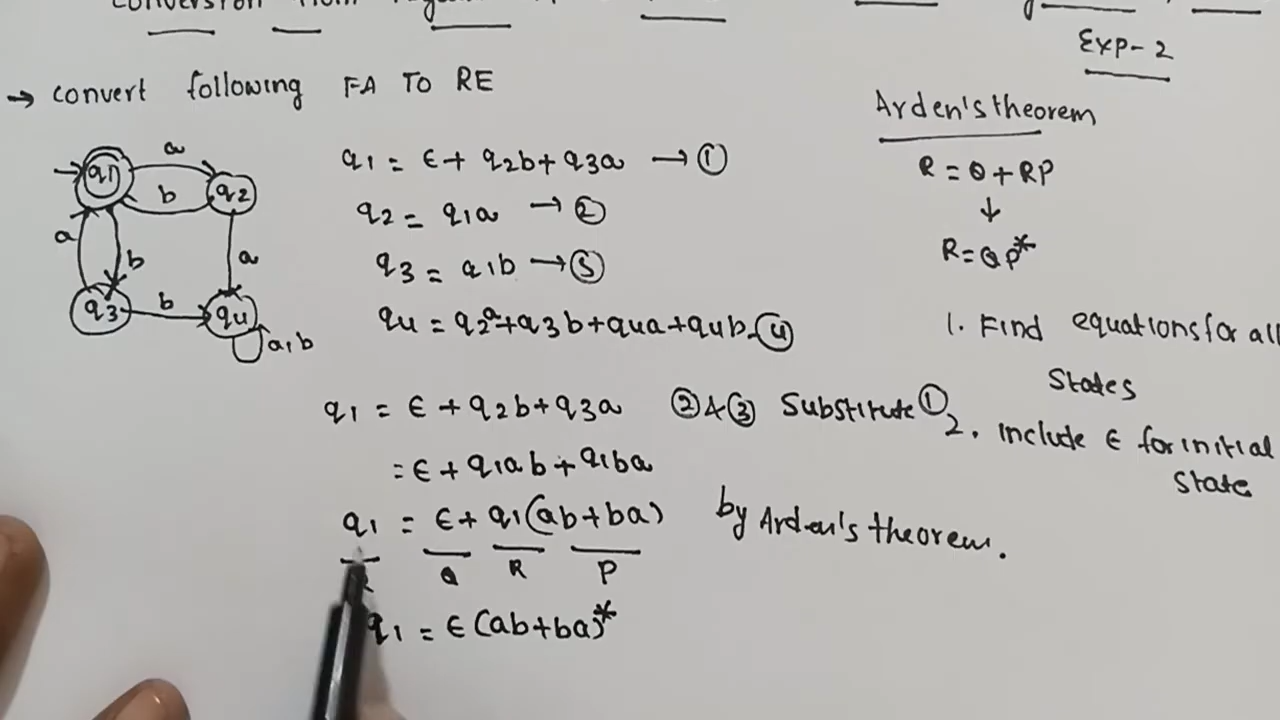 Exp-2
→ convert following FA TO RE
Arden's theorem
R = Q + RP
↓
R = QP*
q1 a q2
b
a b a
q3 b q4
a,b
q1 = ε + q2b + q3a → ①
q2 = q1a → ②
q3 = q1b → ③
q4 = q2a + q3b + q4a + q4b - ④
1. Find equations for all
States
2. include ε for initial
State
q1 = ε + q2b + q3a ② & ③ Substitute ①
= ε + q1ab + q1ba
q1 = ε + q1(ab+ba) by Arden's theorem.
Q R P
q1 = ε(ab+ba)*